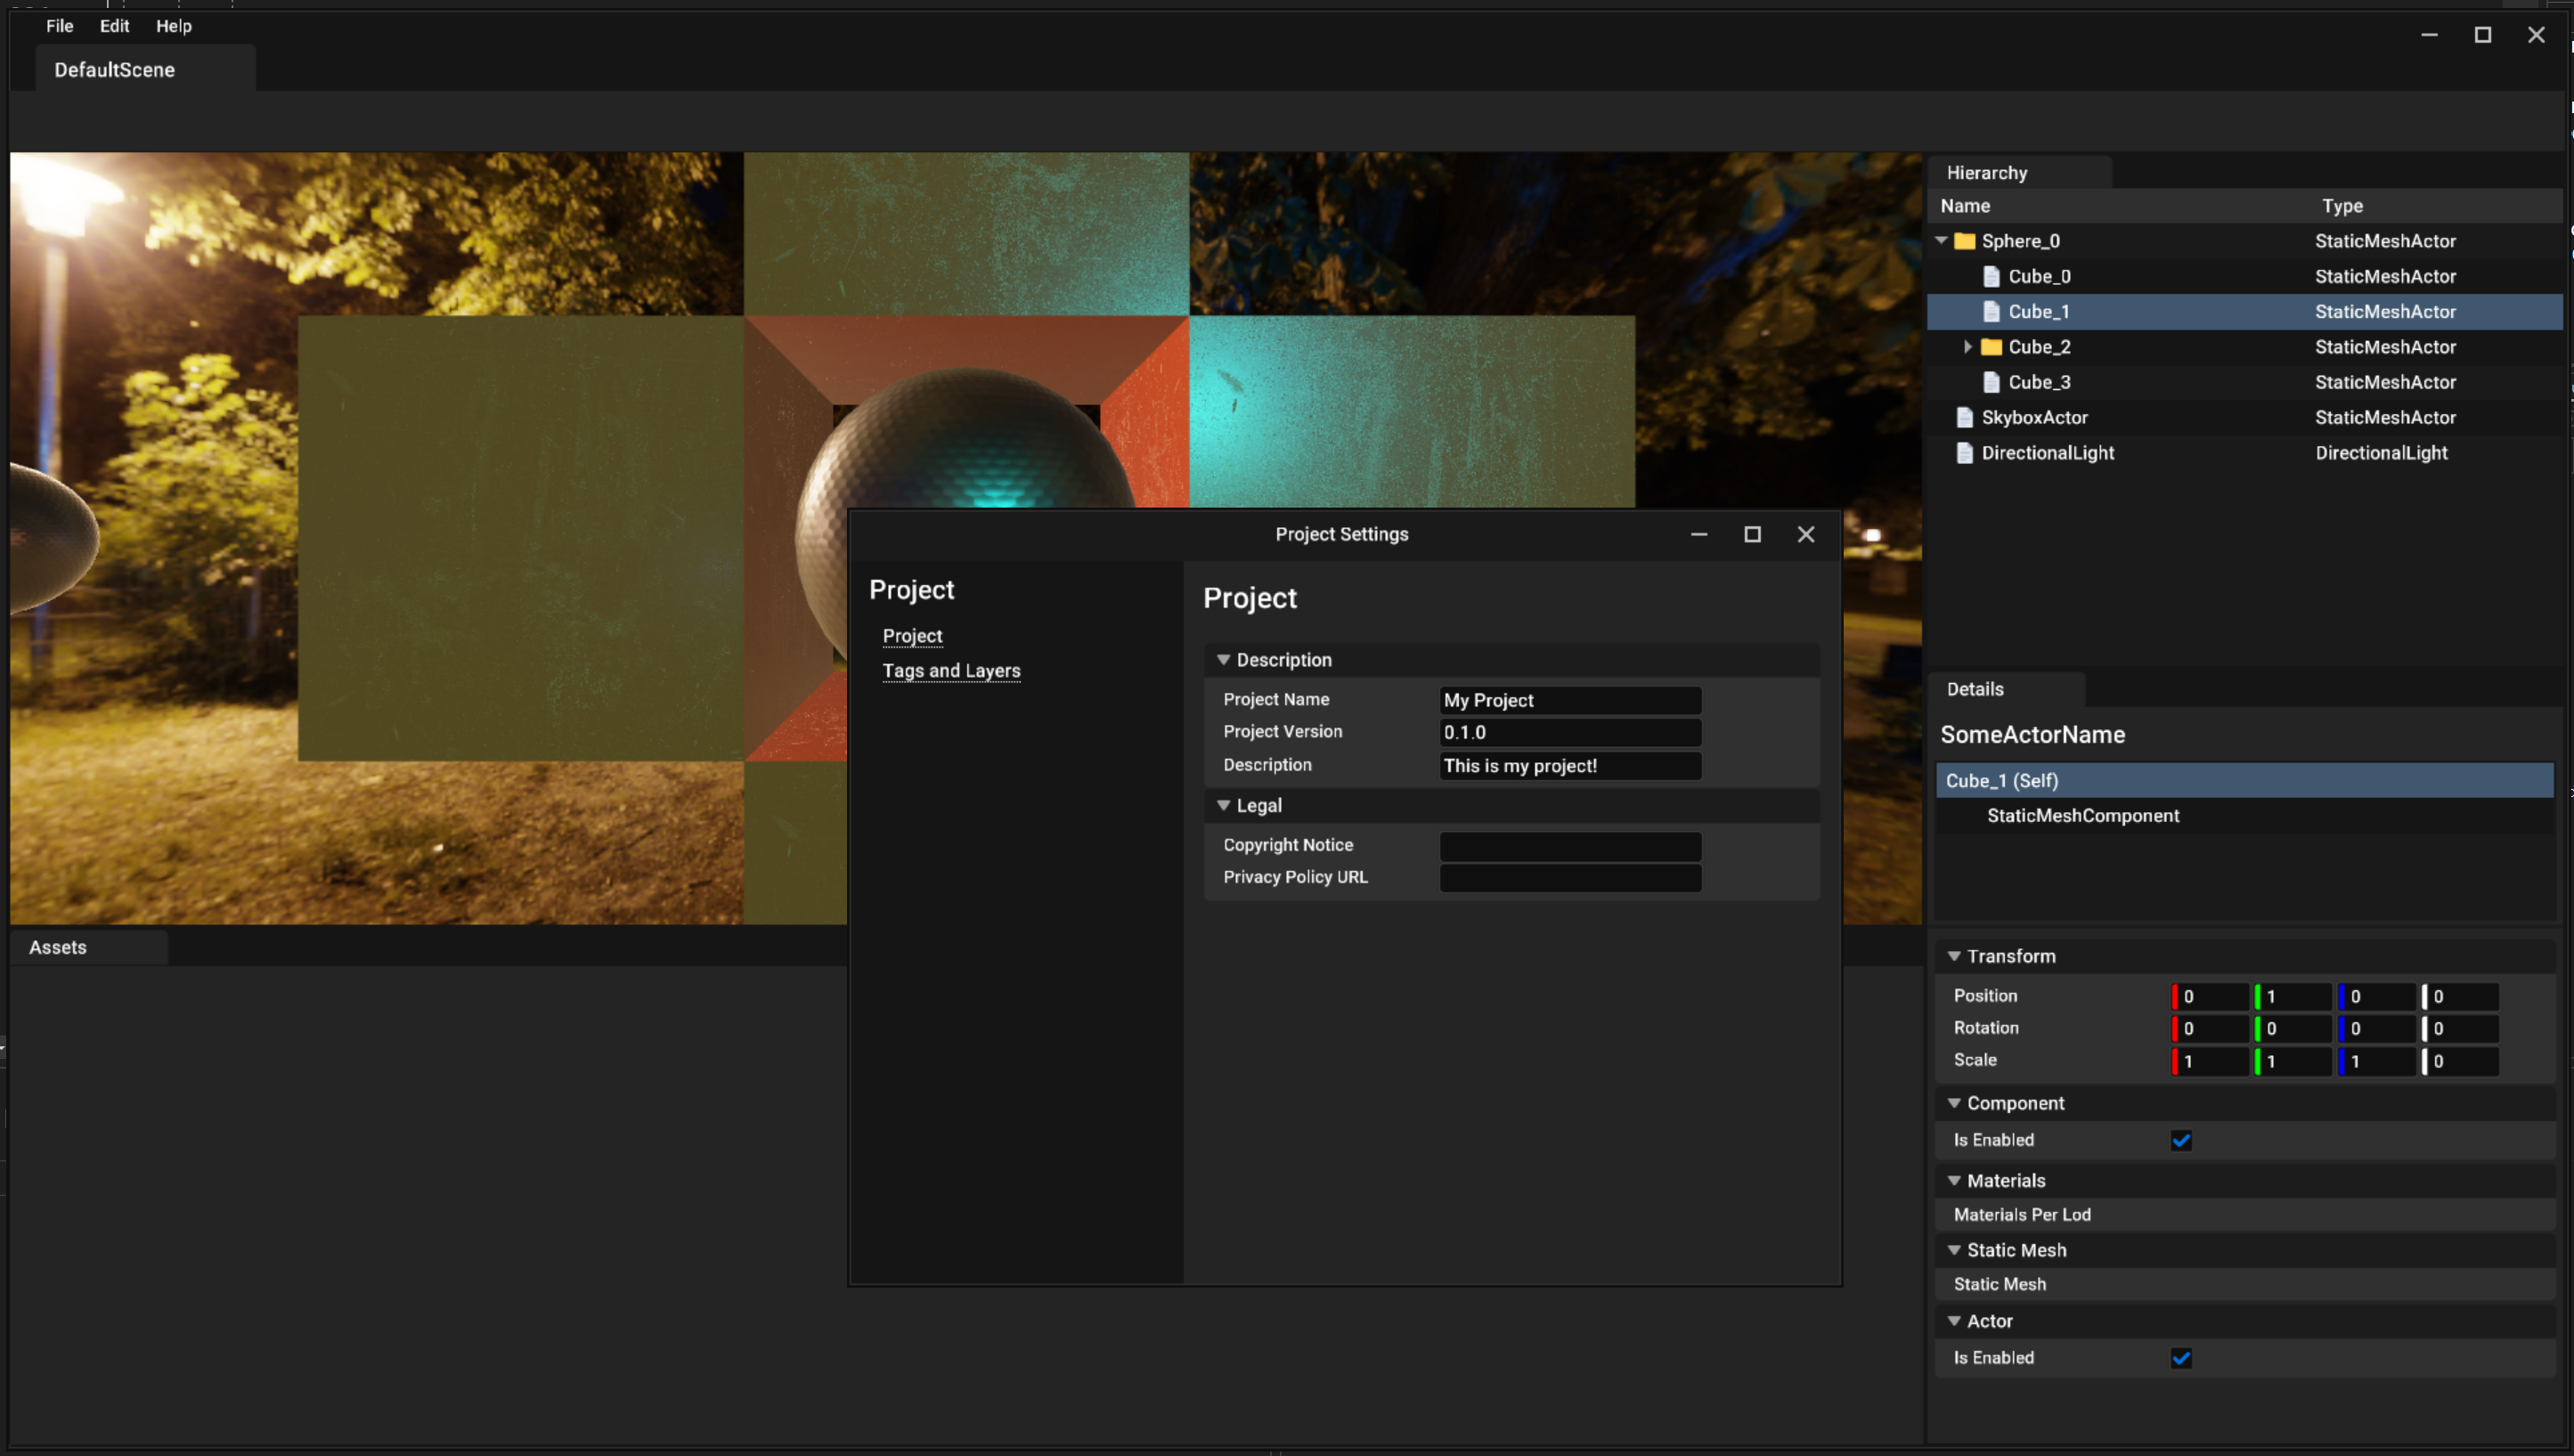 File Edit Help
DefaultScene
Hierarchy
Name Type
Sphere_0 StaticMeshActor
Cube_0 StaticMeshActor
Cube_1 StaticMeshActor
Cube_2 StaticMeshActor
Cube_3 StaticMeshActor
SkyboxActor StaticMeshActor
DirectionalLight DirectionalLight
Project Settings
Project
Project
Tags and Layers
Project
Description
Project Name My Project
Project Version 0.1.0
Description This is my project!
Legal
Copyright Notice
Privacy Policy URL
Details
SomeActorName
Cube_1 (Self)
StaticMeshComponent
Assets
Transform
Position 0 1 0 0
Rotation 0 0 0 0
Scale 1 1 1 0
Component
Is Enabled
Materials
Materials Per Lod
Static Mesh
Static Mesh
Actor
Is Enabled